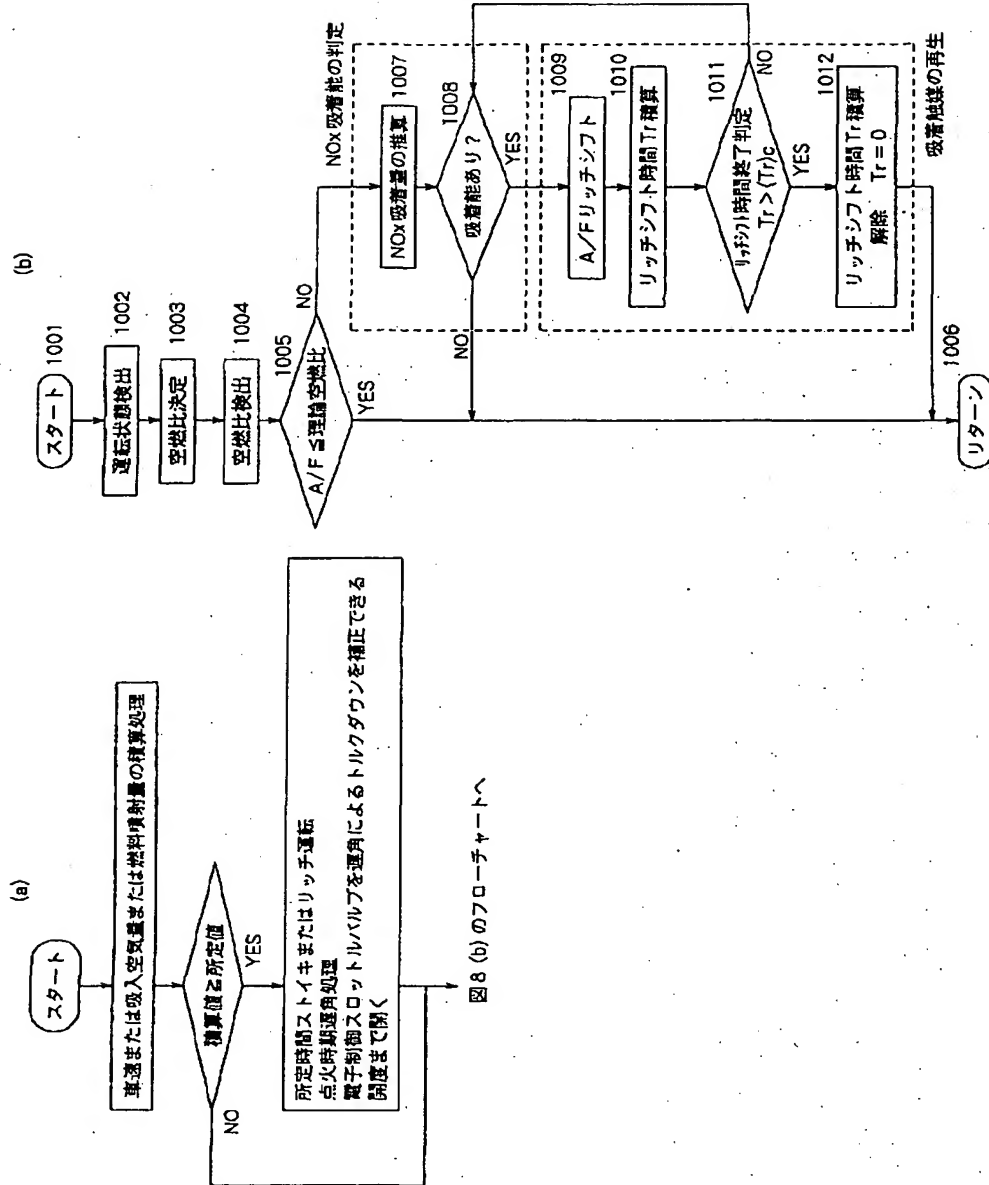 (a)
スタート
車速または吸入空気量または燃料噴射量の積算処理
積算値≧所定値
NO
YES
所定時間ストイキまたはリッチ運転
点火時期遅角処理
電子制御スロットルバルブを遅角によるトルクダウンを補正できる
開度まで開く
図8 (b) のフローチャートへ
(b)
スタート
1001
運転状態検出
1002
空燃比決定
1003
空燃比検出
1004
A/F ≦理論空燃比
1005
NO
YES
NOx 吸着能の判定
NOx 吸着量の推算
1007
吸着能あり？
1008
NO
YES
A/F リッチシフト
1009
リッチシフト時間 Tr 積算
1010
リッチシフト時間終了判定
Tr > (Tr)c
1011
NO
YES
リッチシフト時間 Tr 積算
解除 Tr = 0
1012
吸着触媒の再生
1006
リターン